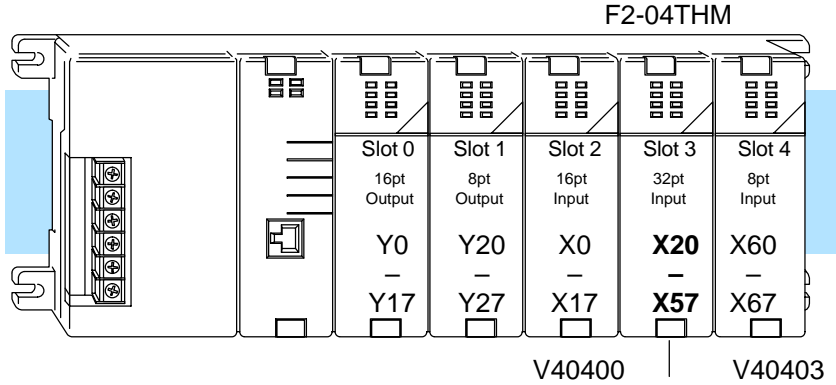 F2-04THM
Slot 0 Slot 1 Slot 2 Slot 3 Slot 4
16pt 8pt 16pt 32pt 8pt
Output Output Input Input Input
Y0 Y20 X0 X20 X60
– – – – –
Y17 Y27 X17 X57 X67
V40400 V40403